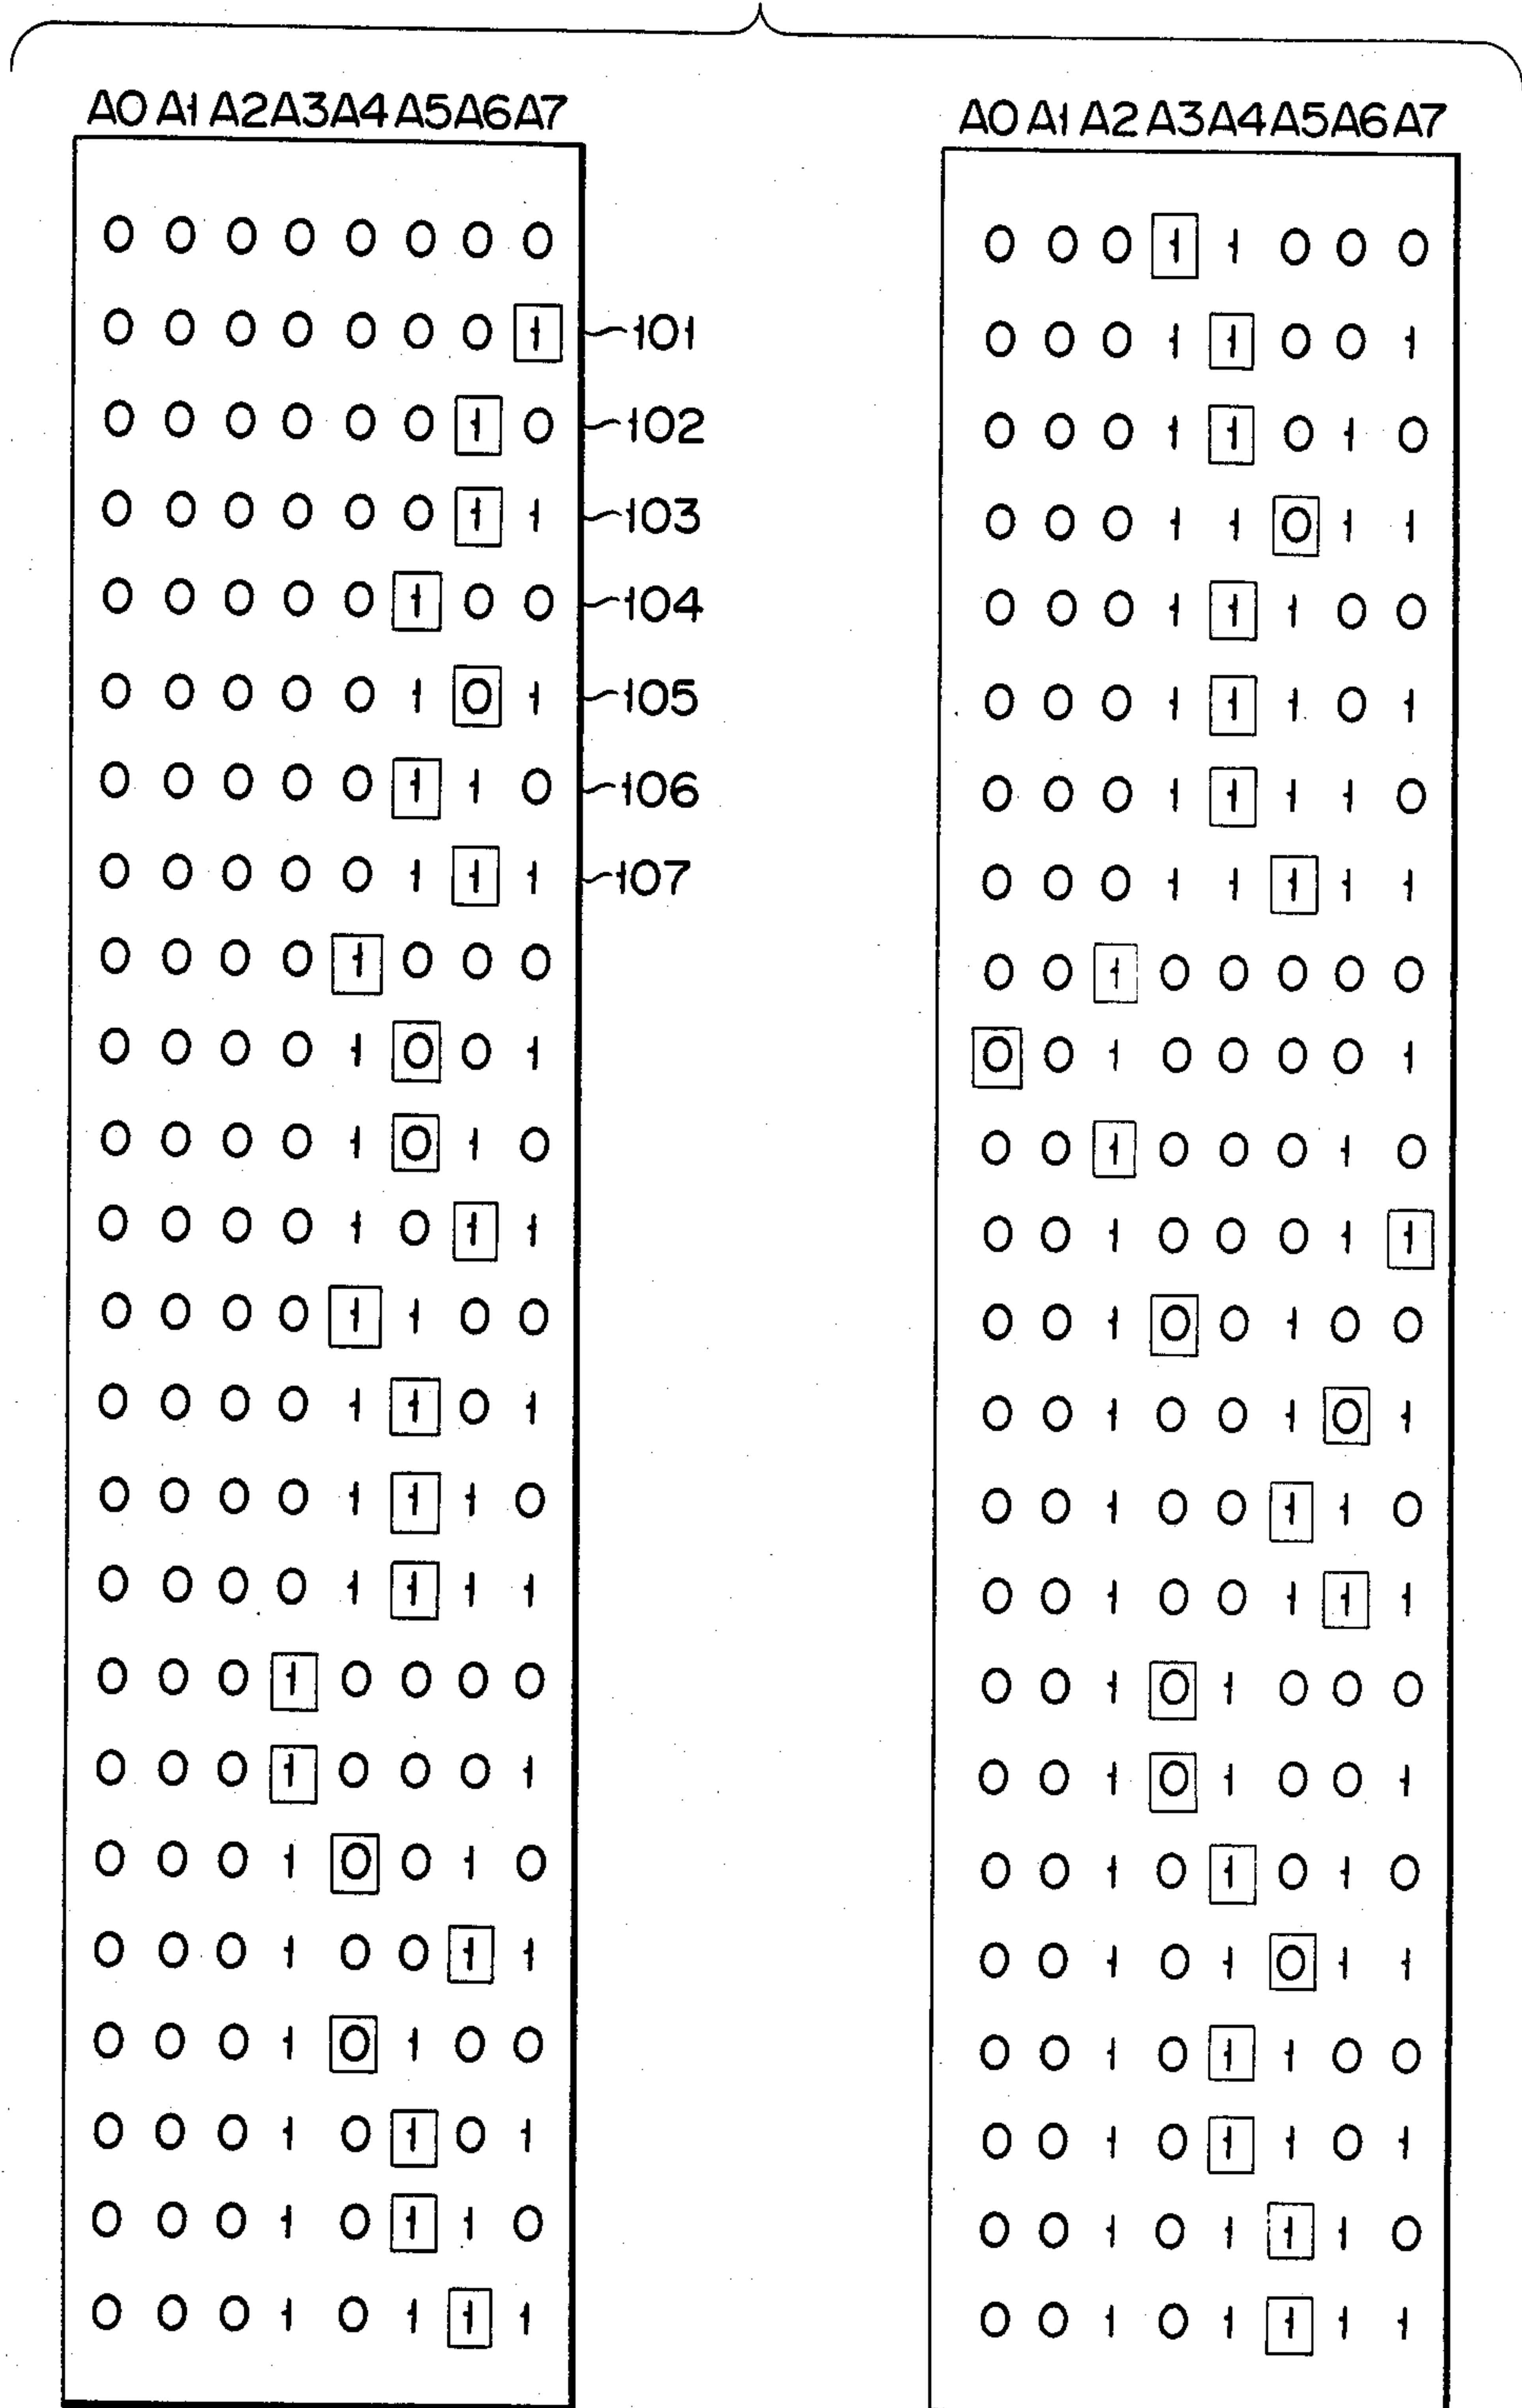 A0 A1 A2 A3 A4 A5 A6 A7
0 0 0 0 0 0 0 0
0 0 0 0 0 0 0 1 101
0 0 0 0 0 0 1 0 102
0 0 0 0 0 0 1 1 103
0 0 0 0 0 1 0 0 104
0 0 0 0 0 1 0 1 105
0 0 0 0 0 1 1 0 106
0 0 0 0 0 1 1 1 107
0 0 0 0 1 0 0 0
0 0 0 0 1 0 0 1
0 0 0 0 1 0 1 0
0 0 0 0 1 0 1 1
0 0 0 0 1 1 0 0
0 0 0 0 1 1 0 1
0 0 0 0 1 1 1 0
0 0 0 0 1 1 1 1
0 0 0 1 0 0 0 0
0 0 0 1 0 0 0 1
0 0 0 1 0 0 1 0
0 0 0 1 0 0 1 1
0 0 0 1 0 1 0 0
0 0 0 1 0 1 0 1
0 0 0 1 0 1 1 0
0 0 0 1 0 1 1 1
A0 A1 A2 A3 A4 A5 A6 A7
0 0 0 1 1 0 0 0
0 0 0 1 1 0 0 1
0 0 0 1 1 0 1 0
0 0 0 1 1 0 1 1
0 0 0 1 1 1 0 0
0 0 0 1 1 1 0 1
0 0 0 1 1 1 1 0
0 0 0 1 1 1 1 1
0 0 1 0 0 0 0 0
0 0 1 0 0 0 0 1
0 0 1 0 0 0 1 0
0 0 1 0 0 0 1 1
0 0 1 0 0 1 0 0
0 0 1 0 0 1 0 1
0 0 1 0 0 1 1 0
0 0 1 0 0 1 1 1
0 0 1 0 1 0 0 0
0 0 1 0 1 0 0 1
0 0 1 0 1 0 1 0
0 0 1 0 1 0 1 1
0 0 1 0 1 1 0 0
0 0 1 0 1 1 0 1
0 0 1 0 1 1 1 0
0 0 1 0 1 1 1 1